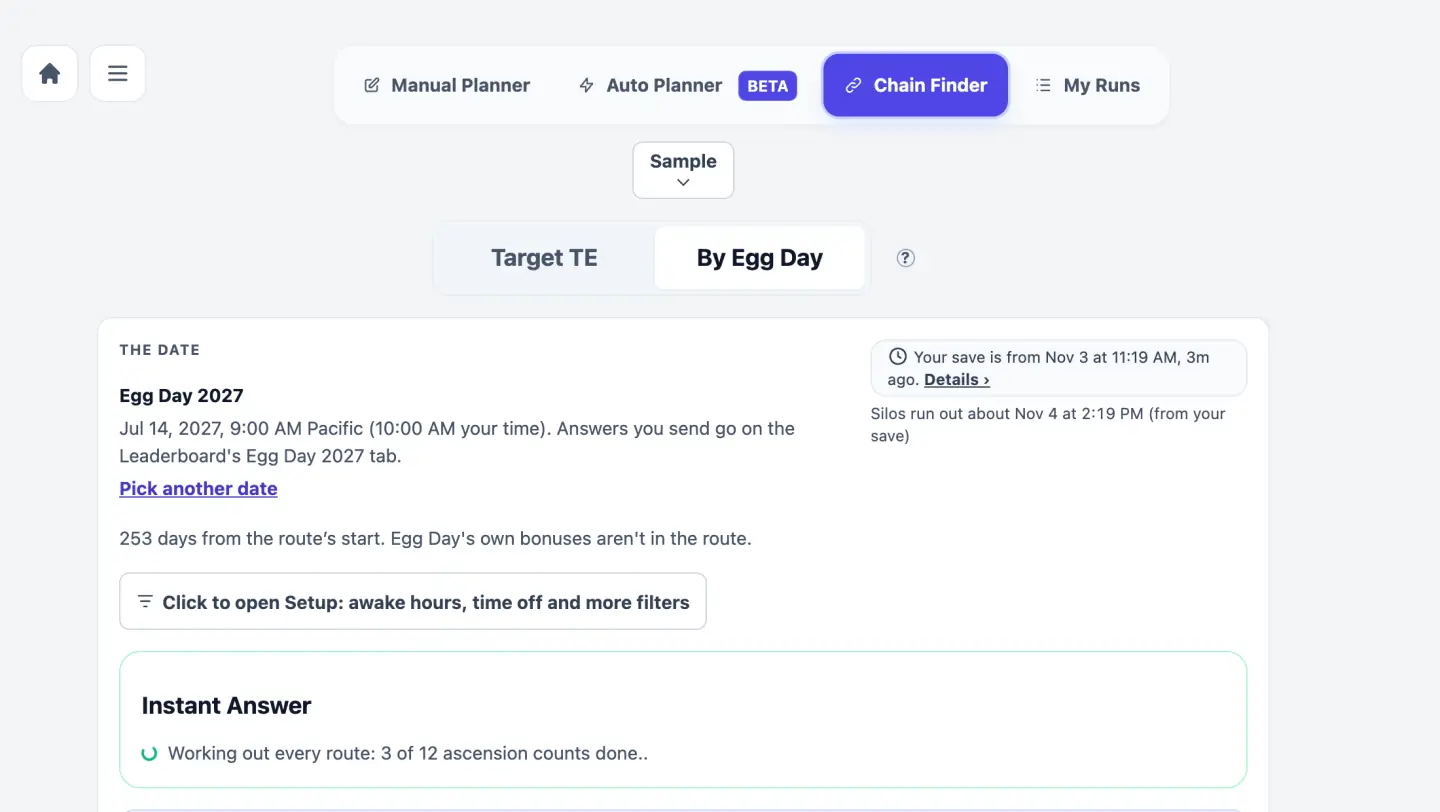 Manual Planner
Auto Planner
BETA
Chain Finder
My Runs
Sample
Target TE
By Egg Day
?
THE DATE
Your save is from Nov 3 at 11:19 AM, 3m
ago. Details ›
Silos run out about Nov 4 at 2:19 PM (from your
save)
Egg Day 2027
Jul 14, 2027, 9:00 AM Pacific (10:00 AM your time). Answers you send go on the
Leaderboard's Egg Day 2027 tab.
Pick another date
253 days from the route’s start. Egg Day's own bonuses aren't in the route.
Click to open Setup: awake hours, time off and more filters
Instant Answer
Working out every route: 3 of 12 ascension counts done..